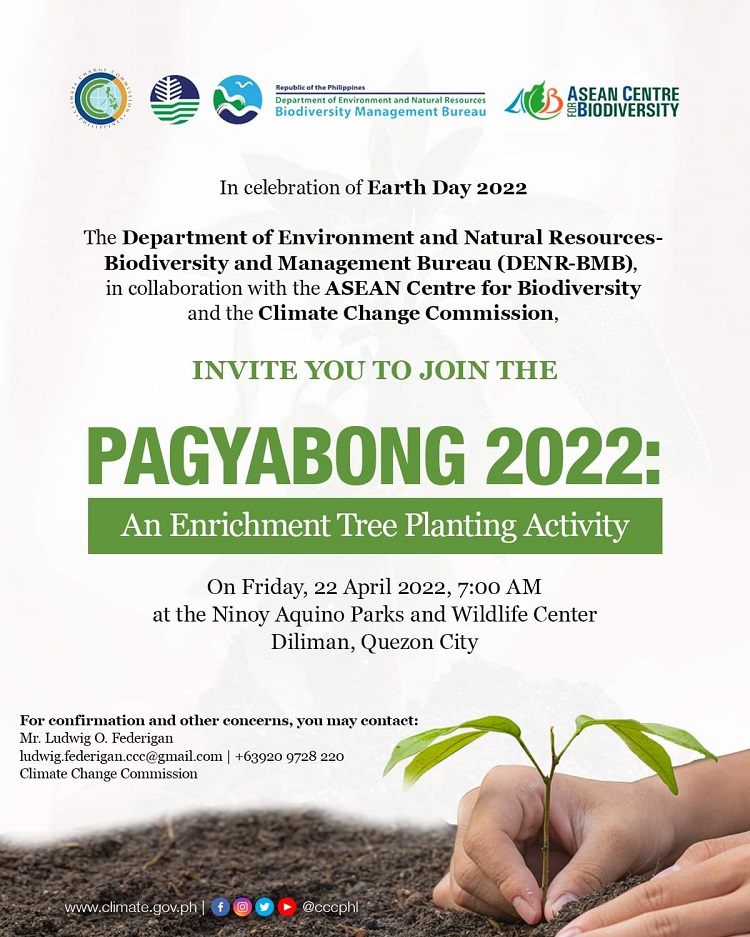 Republic of the Philippines
Department of Environment and Natural Resources
Biodiversity Management Bureau
ACB
ASEAN CENTRE
FOR BIODIVERSITY
In celebration of Earth Day 2022
The Department of Environment and Natural Resources-
Biodiversity and Management Bureau (DENR-BMB),
in collaboration with the ASEAN Centre for Biodiversity
and the Climate Change Commission,
INVITE YOU TO JOIN THE
PAGYABONG 2022:
An Enrichment Tree Planting Activity
On Friday, 22 April 2022, 7:00 AM
at the Ninoy Aquino Parks and Wildlife Center
Diliman, Quezon City
For confirmation and other concerns, you may contact:
Mr. Ludwig O. Federigan
ludwig.federigan.ccc@gmail.com | +63920 9728 220
Climate Change Commission
www.climate.gov.ph | @cccphl